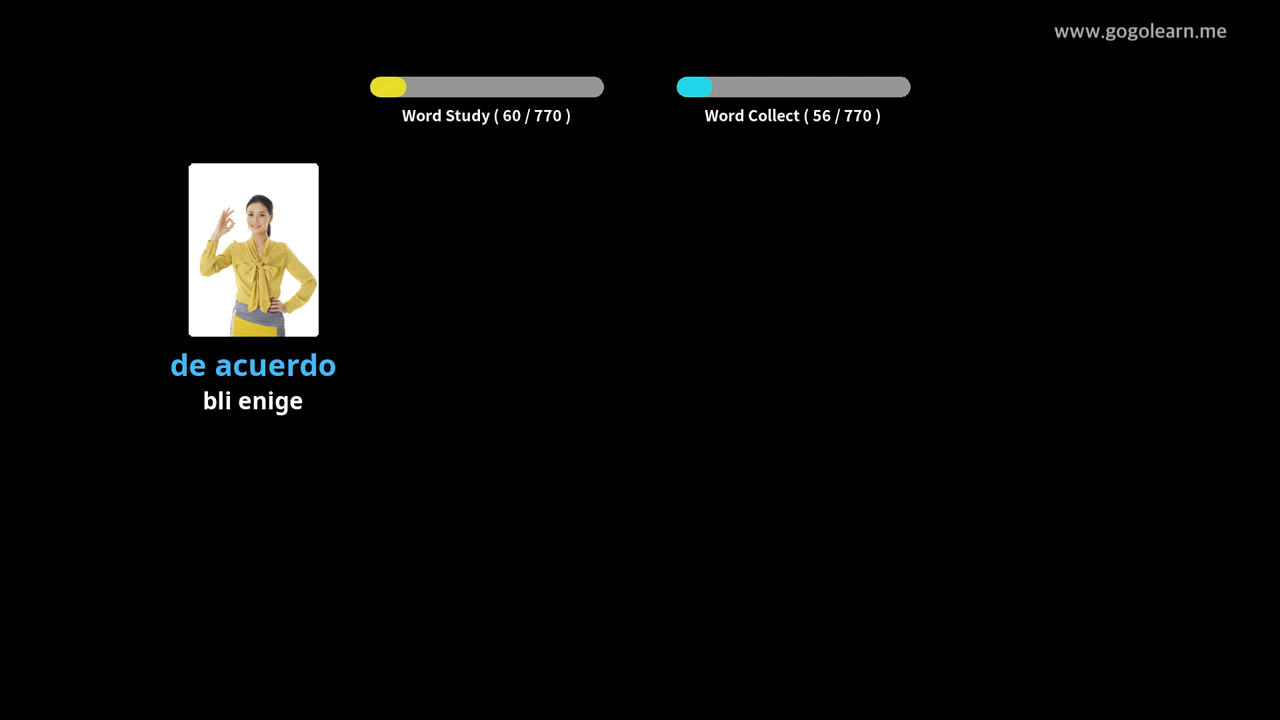 www.gogolearn.me
Word Study ( 60 / 770 )
Word Collect ( 56 / 770 )
de acuerdo
bli enige